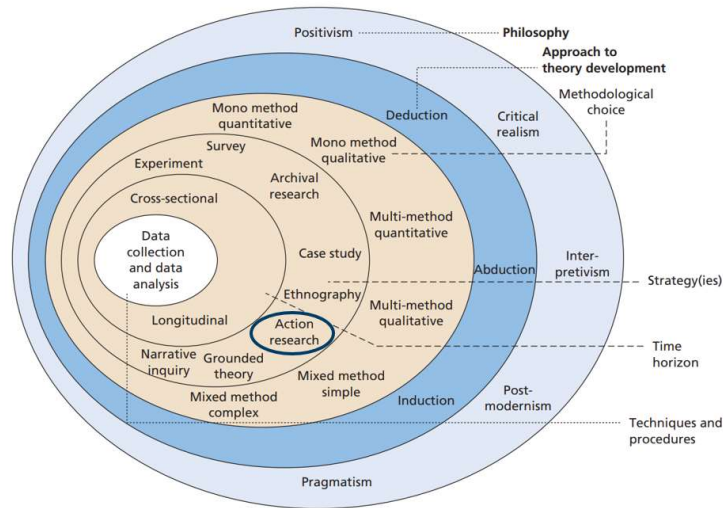 Positivism
Philosophy
Approach to
theory development
Methodological
choice
Mono method
quantitative
Deduction
Critical
realism
Survey
Mono method
qualitative
Experiment
Archival
research
Cross-sectional
Multi-method
quantitative
Data
collection
and data
analysis
Case study
Inter-
pretivism
Abduction
Strategy(ies)
Ethnography
Multi-method
qualitative
Longitudinal
Action
research
Time
horizon
Narrative
inquiry
Grounded
theory
Mixed method
simple
Post-
modernism
Mixed method
complex
Induction
Techniques and
procedures
Pragmatism